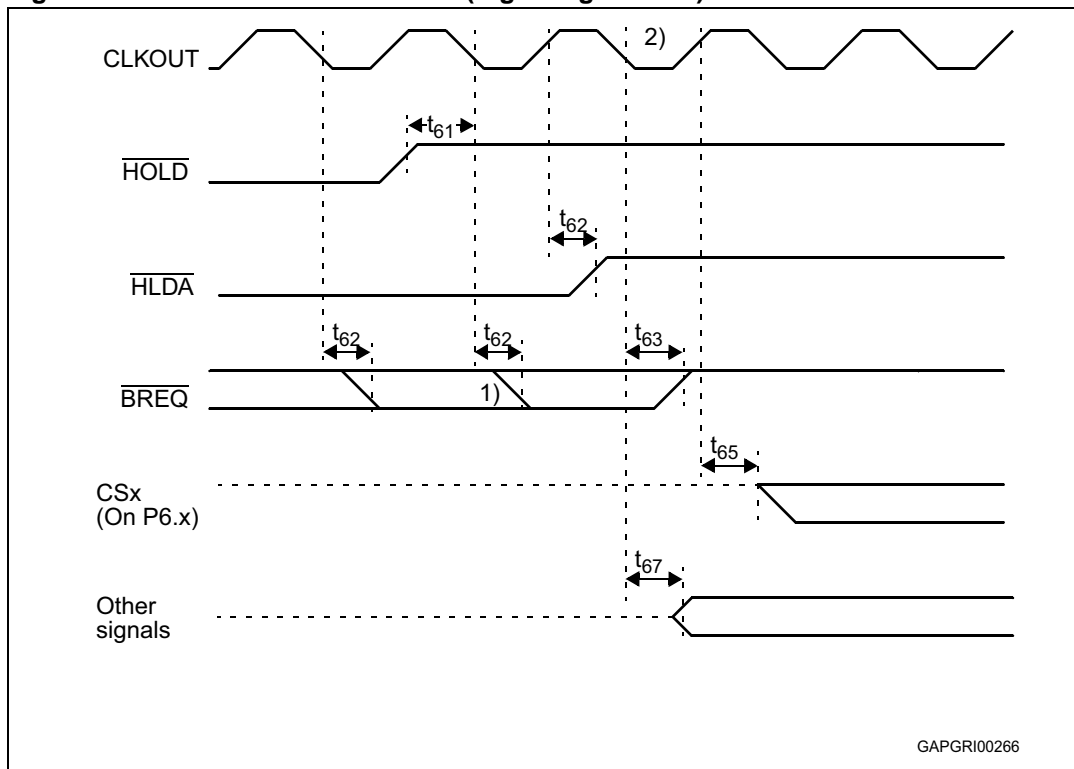 CLKOUT
2)
t61
HOLD
t62
HLDA
t62
t62
t63
BREQ
1)
t65
CSx
(On P6.x)
t67
Other
signals
GAPGRI00266